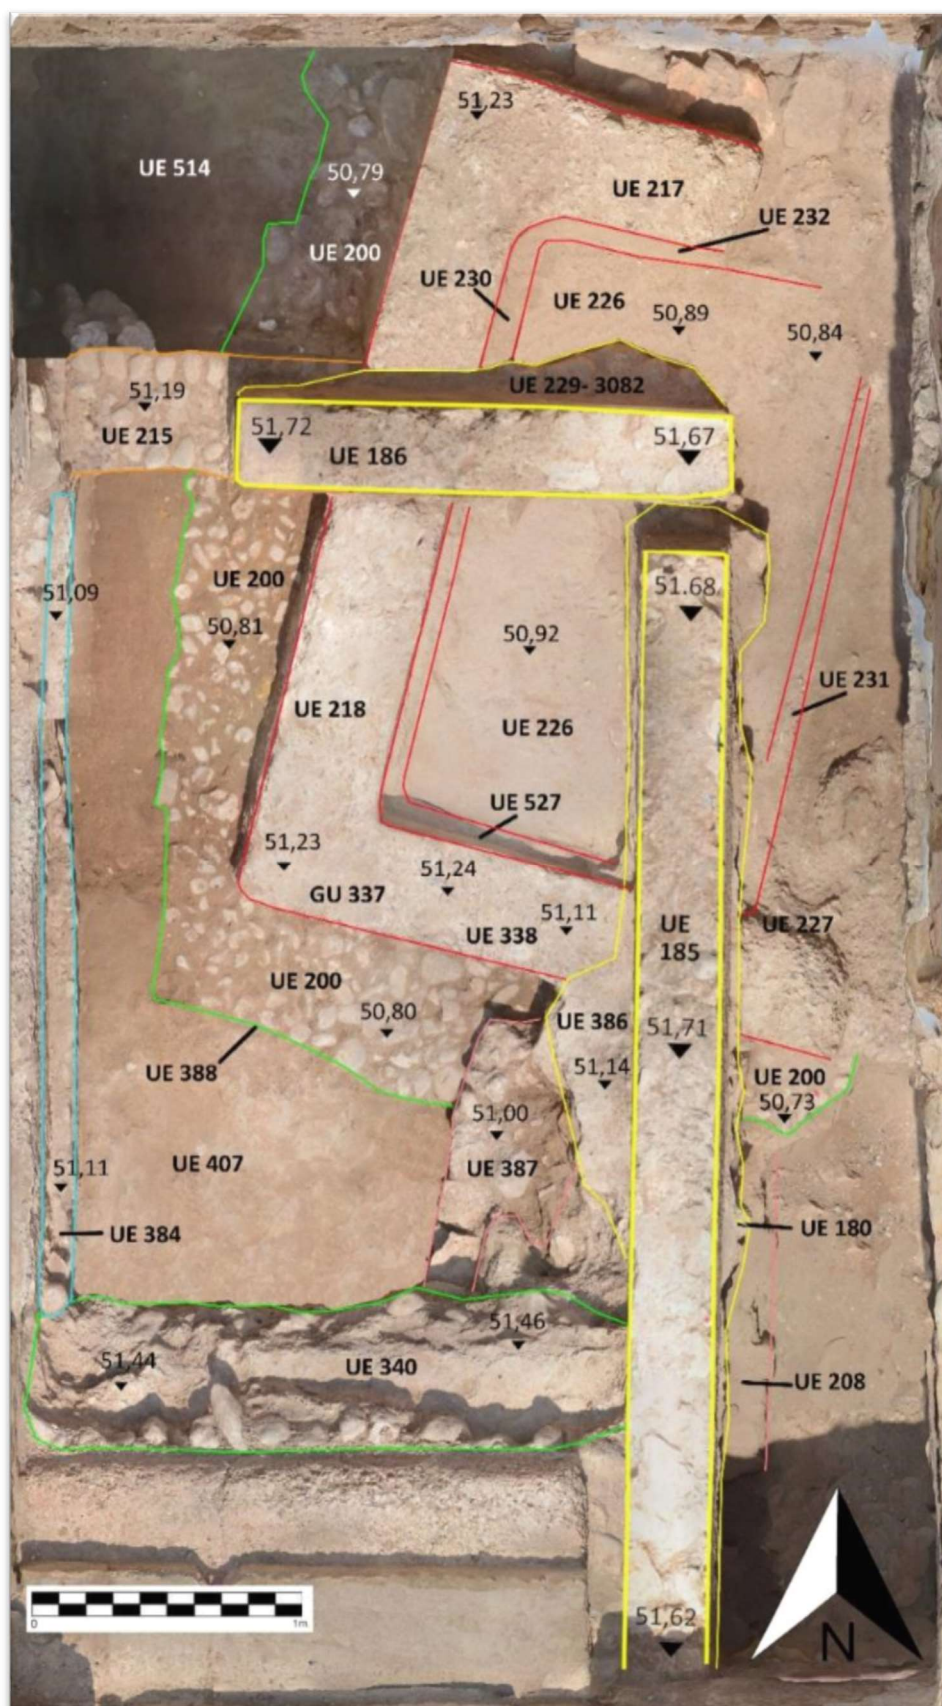 51,23
UE 514
50,79
UE 217
UE 232
UE 200
UE 230
UE 226
50,89
50,84
UE 229- 3082
51,19
UE 215
51,72
UE 186
51,67
UE 200
51,09
51.68
50,81
50,92
UE 231
UE 218
UE 226
UE 527
51,23
51,24
GU 337
51,11
UE 338
UE
185
UE 227
UE 200
50,80
UE 386
51,71
51,14
UE 388
UE 200
50,73
51,00
UE 407
UE 387
51,11
UE 384
UE 180
51,46
51,44
UE 340
UE 208
0
1m
51,62
N